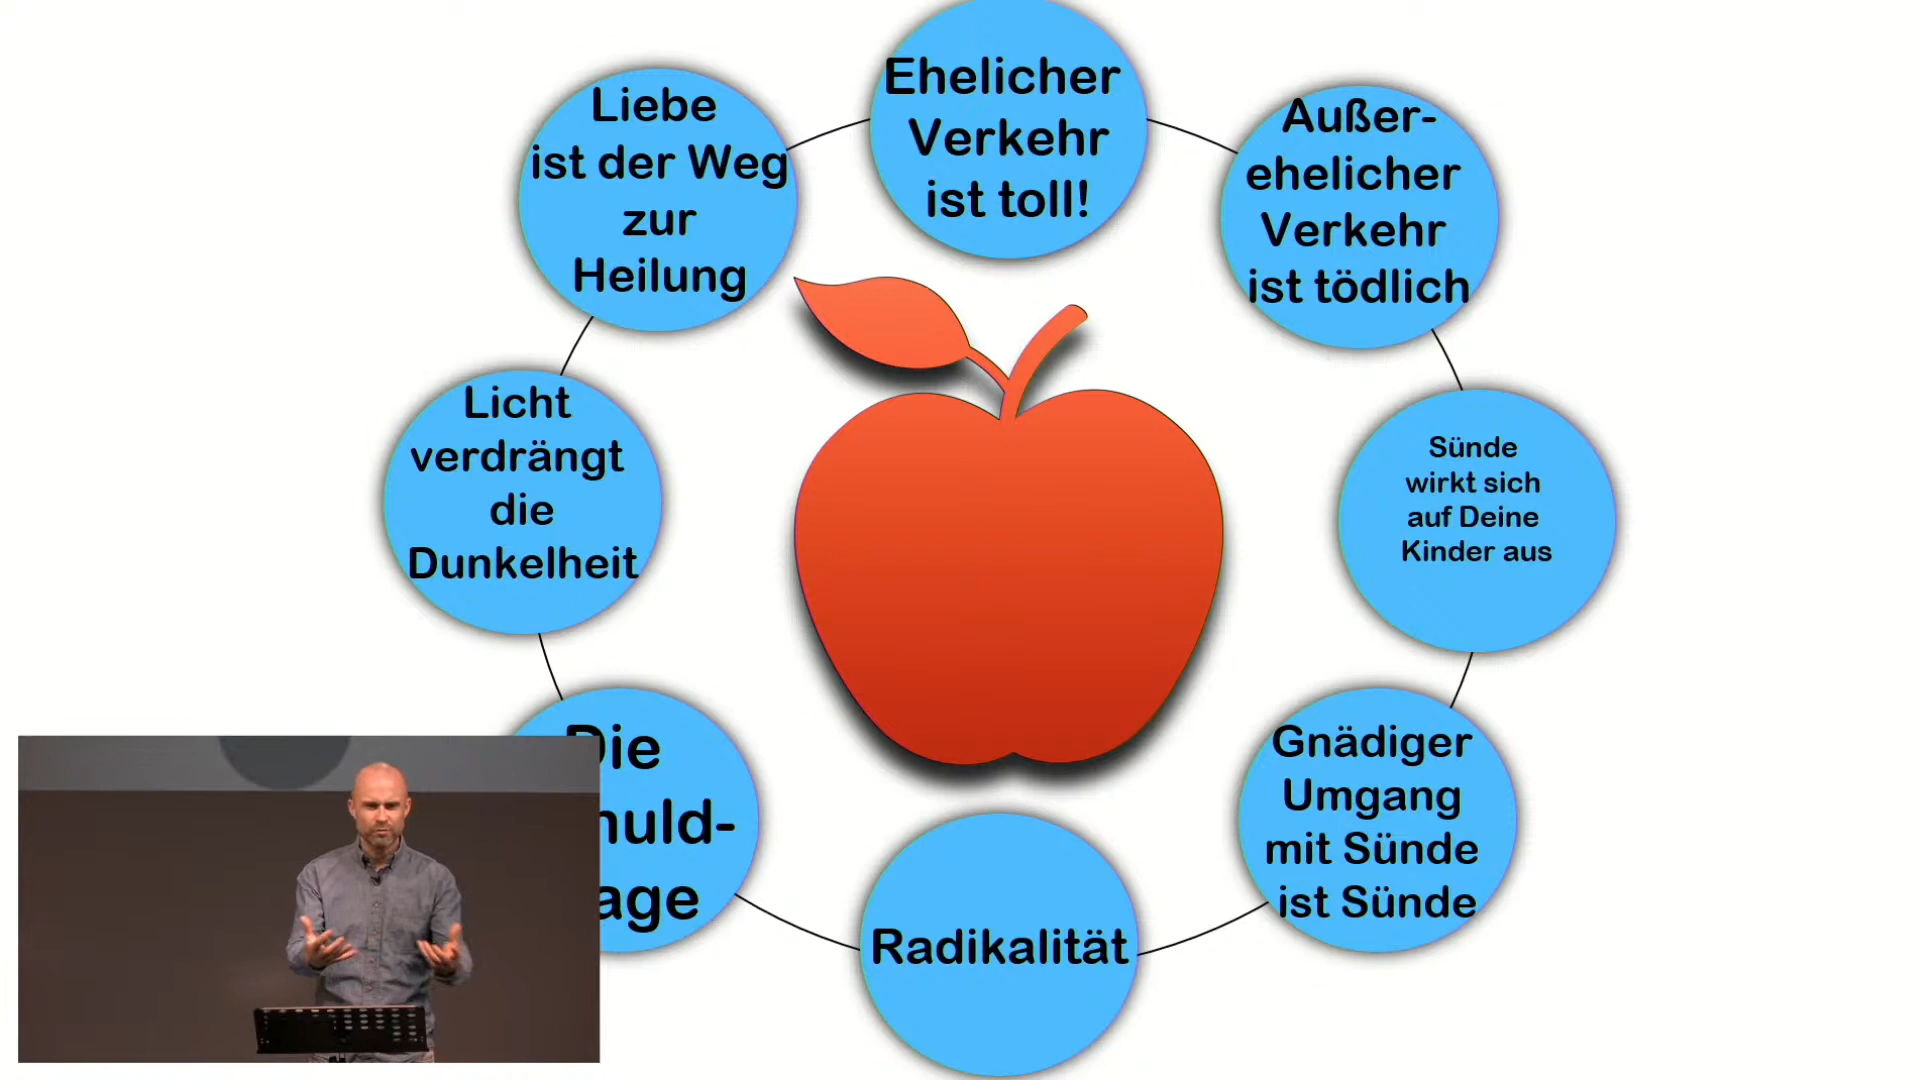 Ehelicher
Verkehr
ist toll!
Außer-
ehelicher
Verkehr
ist tödlich
Sünde
wirkt sich
auf Deine
Kinder aus
Gnädiger
Umgang
mit Sünde
ist Sünde
Radikalität
Die
Licht
verdrängt
die
Dunkelheit
Liebe
ist der Weg
zur
Heilung